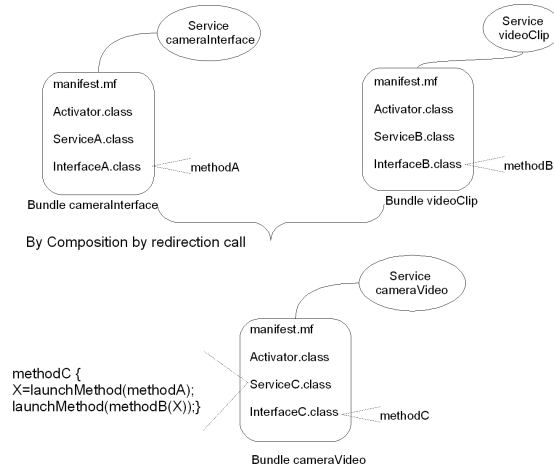 Service
cameraInterface
Service
videoClip
manifest.mf
Activator.class
ServiceA.class
InterfaceA.class
methodA
Bundle cameraInterface
manifest.mf
Activator.class
ServiceB.class
InterfaceB.class
methodB
Bundle videoClip
By Composition by redirection call
Service
cameraVideo
manifest.mf
Activator.class
ServiceC.class
InterfaceC.class
methodC
methodC {
X=launchMethod(methodA);
launchMethod(methodB(X));}
Bundle cameraVideo